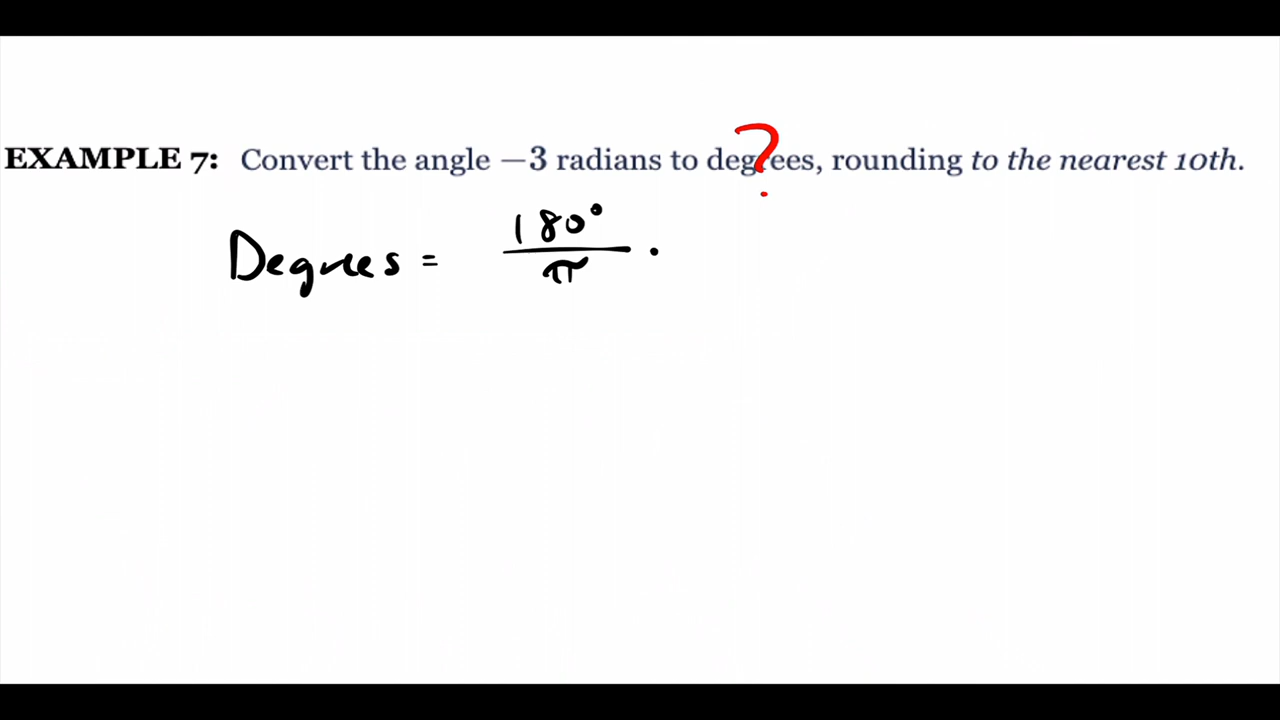 EXAMPLE 7: Convert the angle −3 radians to degrees, rounding to the nearest 10th.
?
Degrees = 180° / π ·